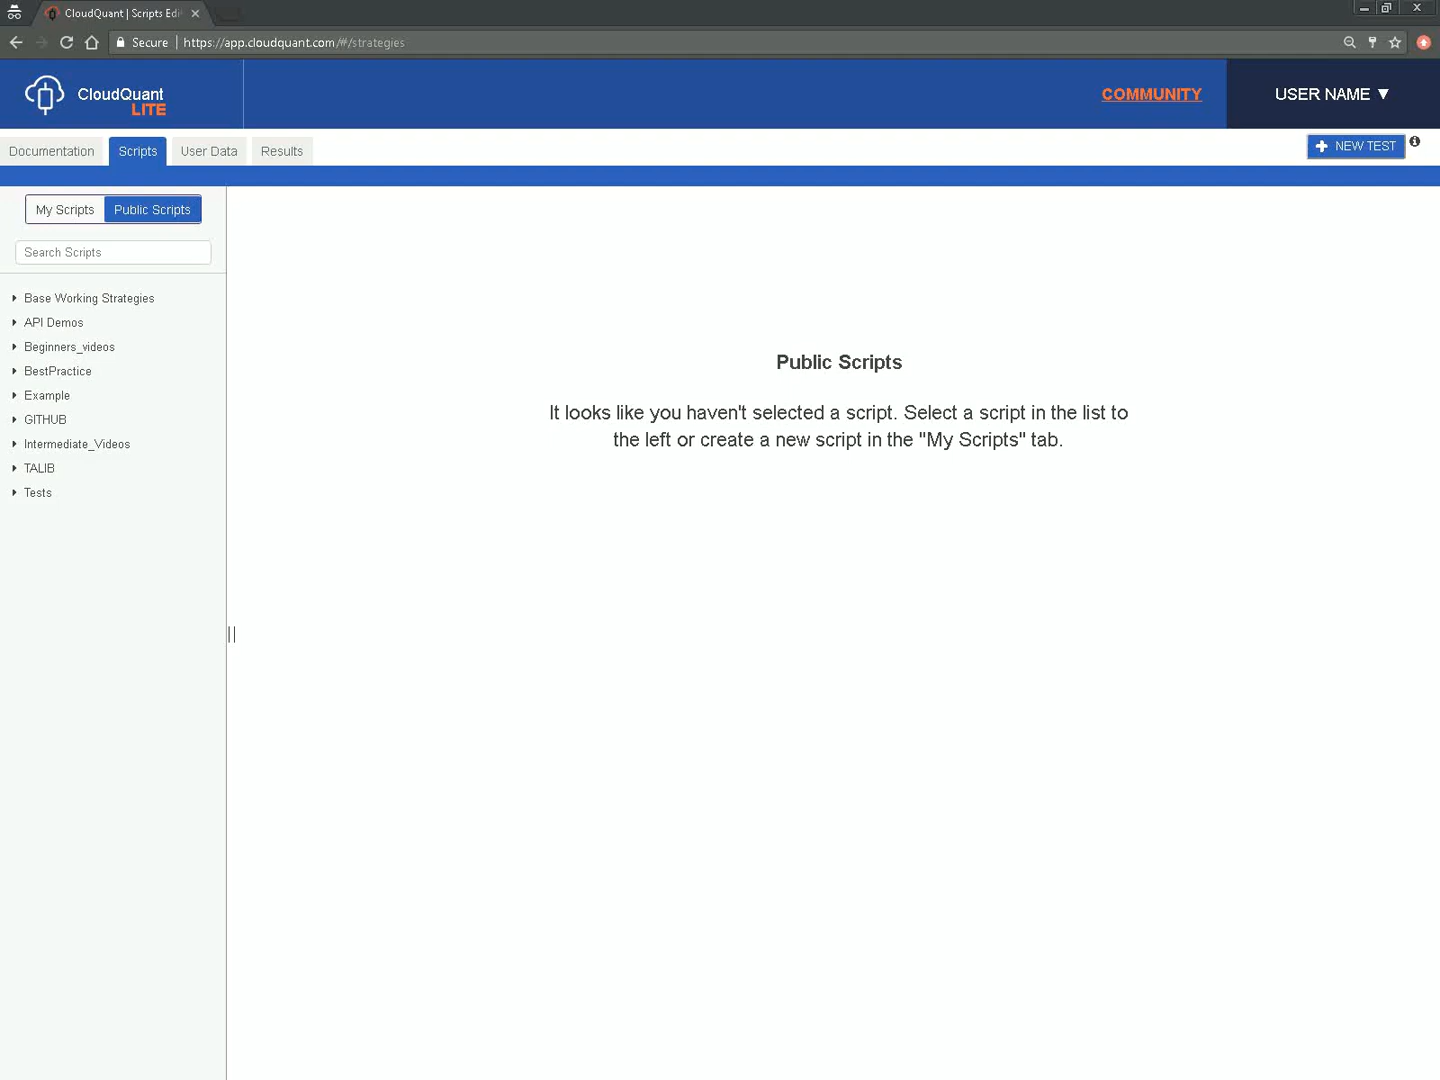 CloudQuant | Scripts Edi
Secure | https://app.cloudquant.com/#/strategies
CloudQuant
LITE
COMMUNITY
USER NAME ▼
Documentation
Scripts
User Data
Results
NEW TEST
My Scripts
Public Scripts
Search Scripts
Base Working Strategies
API Demos
Beginners_videos
BestPractice
Example
GITHUB
Intermediate_Videos
TALIB
Tests
Public Scripts
It looks like you haven't selected a script. Select a script in the list to
the left or create a new script in the "My Scripts" tab.